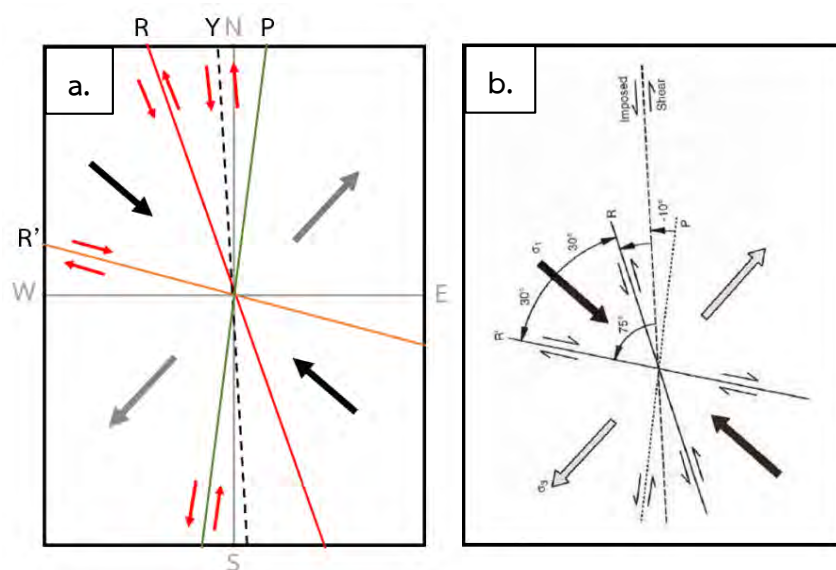 R Y N P
a.
R'
W E
S
b.
Imposed
Shear
-10°
P
R
30°
σ1
30°
75°
R'
σ3